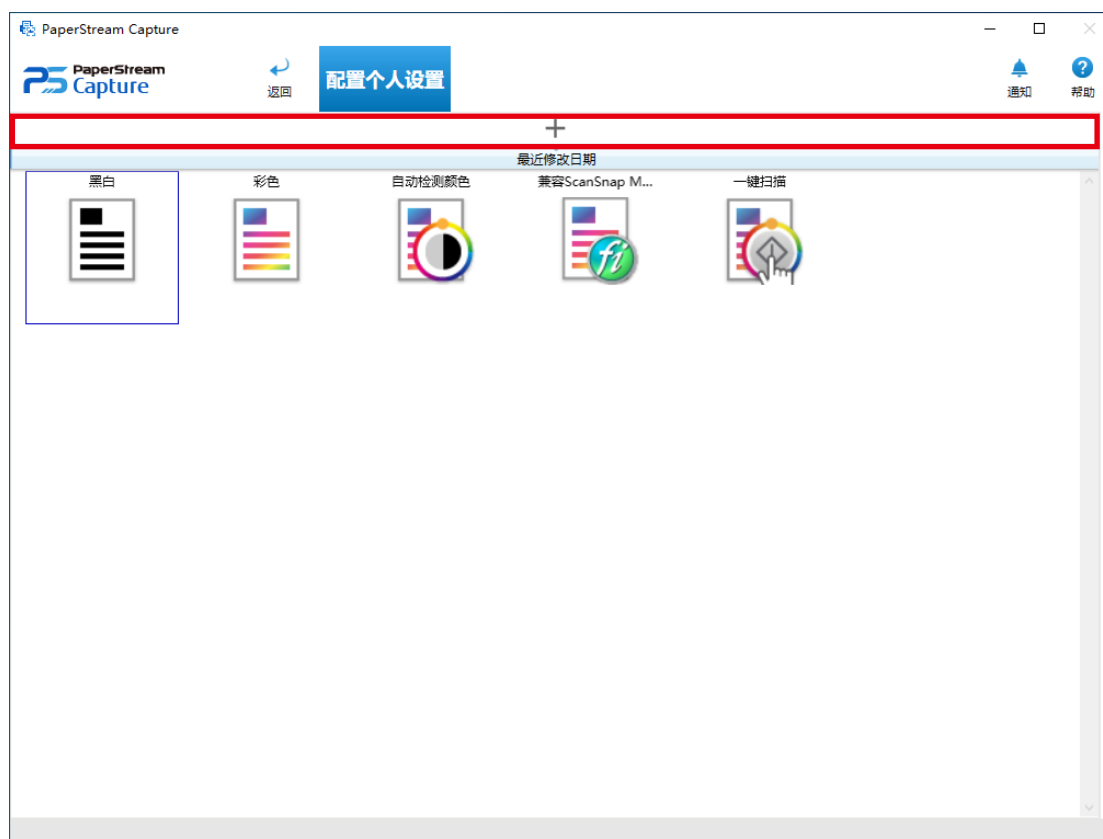 PaperStream Capture
PaperStream
Capture
返回
配置个人设置
通知
帮助
+
最近修改日期
黑白
彩色
自动检测颜色
兼容ScanSnap M...
一键扫描